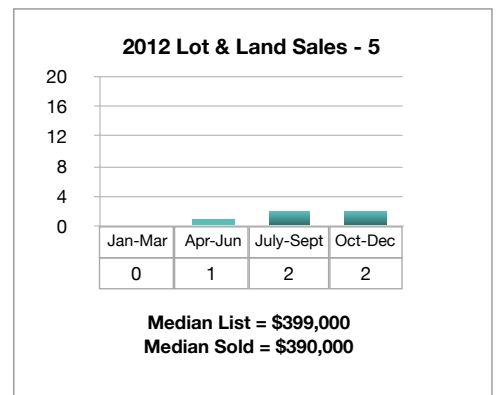 2012 Lot & Land Sales - 5
20
16
12
8
4
0
Jan-Mar Apr-Jun July-Sept Oct-Dec
0 1 2 2
Median List = $399,000
Median Sold = $390,000